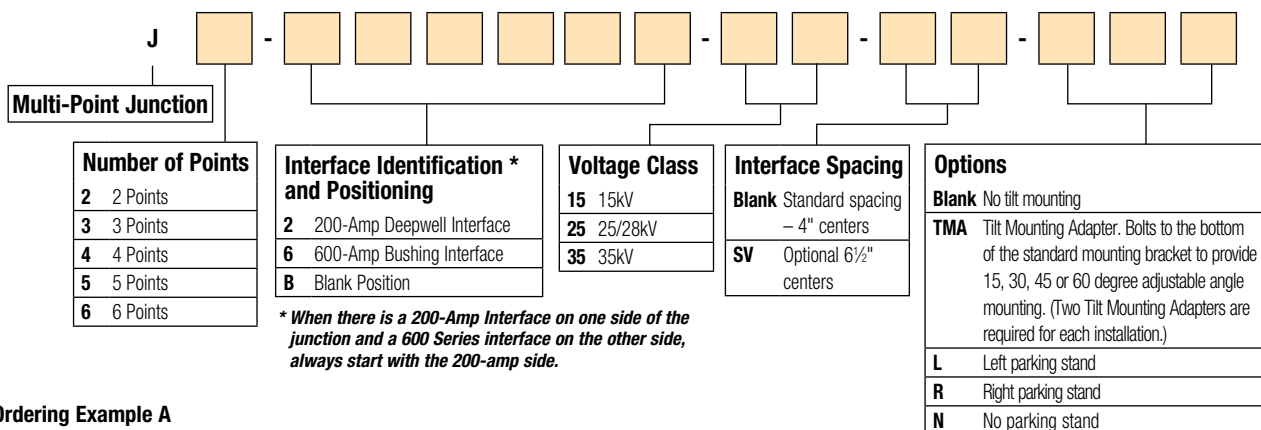 J - - - -
Multi-Point Junction
Number of Points
2 2 Points
3 3 Points
4 4 Points
5 5 Points
6 6 Points
Interface Identification *
and Positioning
2 200-Amp Deepwell Interface
6 600-Amp Bushing Interface
B Blank Position
* When there is a 200-Amp Interface on one side of the
junction and a 600 Series interface on the other side,
always start with the 200-amp side.
Voltage Class
15 15kV
25 25/28kV
35 35kV
Interface Spacing
Blank Standard spacing
– 4" centers
SV Optional 6½"
centers
Options
Blank No tilt mounting
TMA Tilt Mounting Adapter. Bolts to the bottom
of the standard mounting bracket to provide
15, 30, 45 or 60 degree adjustable angle
mounting. (Two Tilt Mounting Adapters are
required for each installation.)
L Left parking stand
R Right parking stand
N No parking stand
Ordering Example A